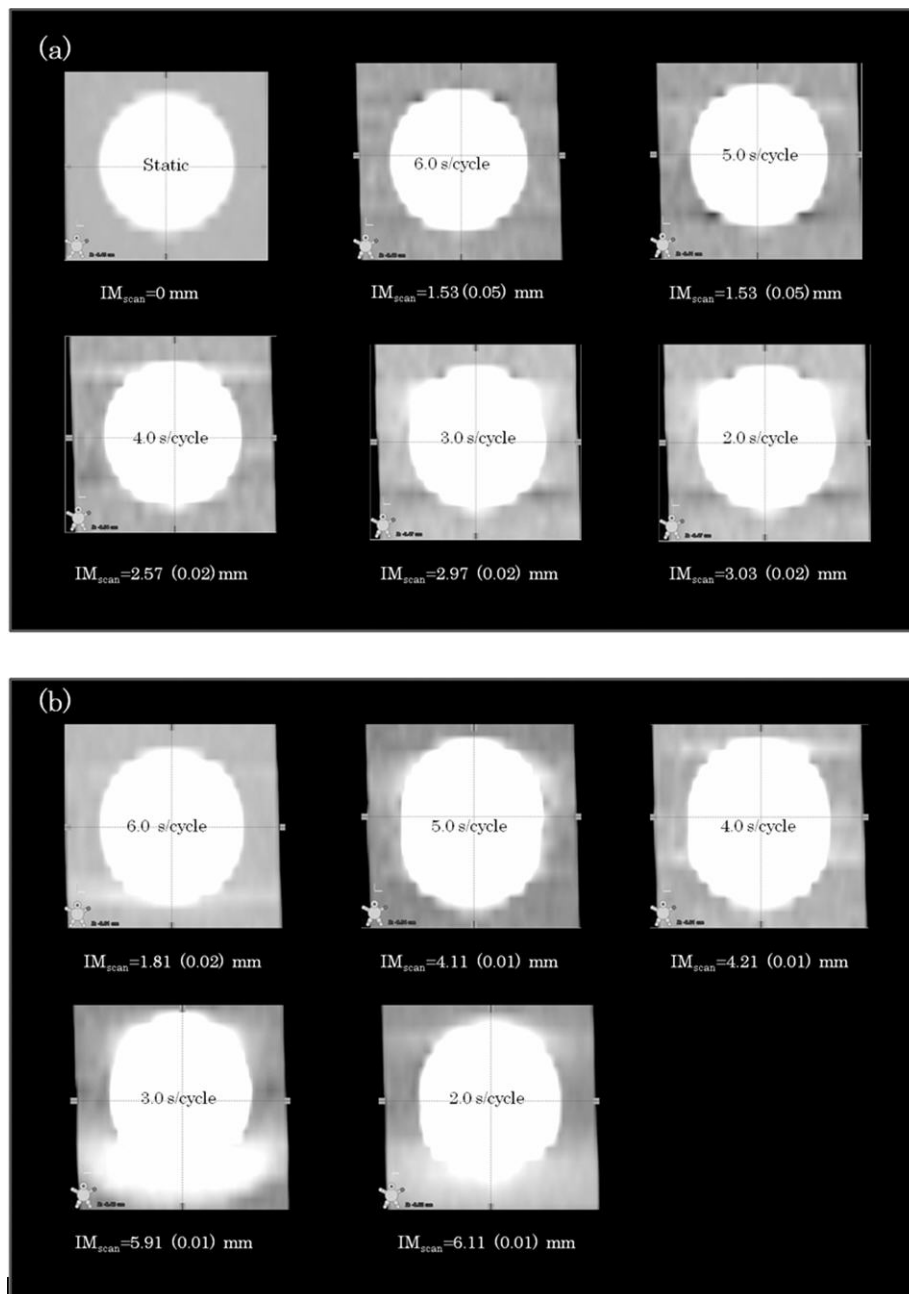 (a)
Static
6.0 s/cycle
5.0 s/cycle
IMscan=0 mm
IMscan=1.53(0.05) mm
IMscan=1.53 (0.05) mm
4.0 s/cycle
3.0 s/cycle
2.0 s/cycle
IMscan=2.57 (0.02)mm
IMscan=2.97 (0.02) mm
IMscan=3.03 (0.02) mm
(b)
6.0 s/cycle
5.0 s/cycle
4.0 s/cycle
IMscan=1.81 (0.02) mm
IMscan=4.11 (0.01) mm
IMscan=4.21 (0.01) mm
3.0 s/cycle
2.0 s/cycle
IMscan=5.91 (0.01) mm
IMscan=6.11 (0.01) mm